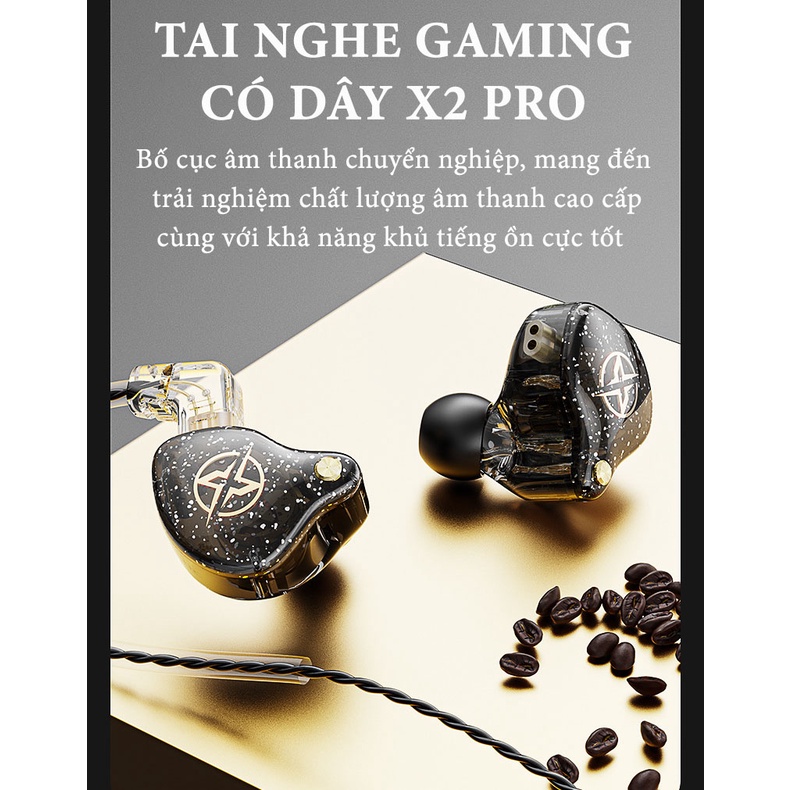 TAI NGHE GAMING
CÓ DÂY X2 PRO
Bố cục âm thanh chuyển nghiệp, mang đến
trải nghiệm chất lượng âm thanh cao cấp
cùng với khả năng khủ tiếng ồn cực tốt